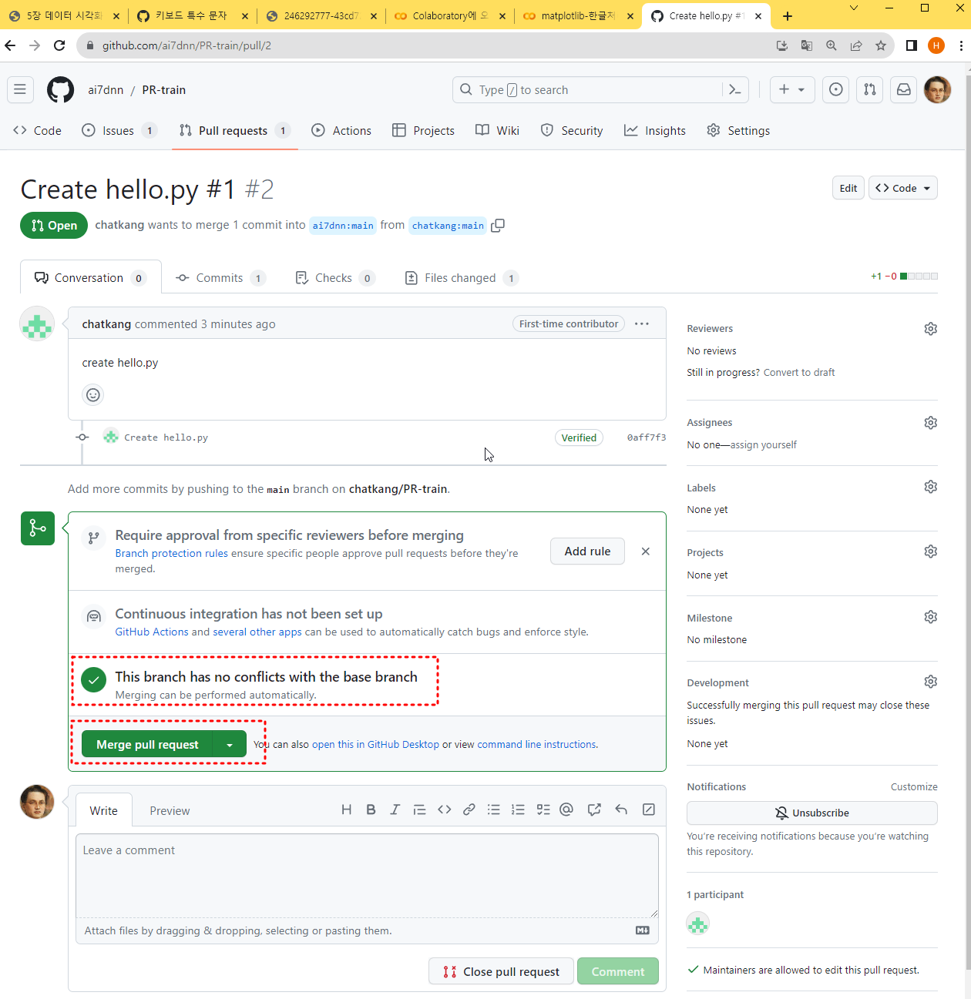 5장 데이터 시각화
키보드 특수 문자
246292777-43cd7
Colaboratory에 오
matplotlib-한글처
Create hello.py #1
github.com/ai7dnn/PR-train/pull/2
H
ai7dnn / PR-train
Type / to search
Code
Issues 1
Pull requests 1
Actions
Projects
Wiki
Security
Insights
Settings
Create hello.py #1 #2
Edit
Code
Open
chatkang wants to merge 1 commit into ai7dnn:main from chatkang:main
Conversation 0
Commits 1
Checks 0
Files changed 1
+1 −0
chatkang commented 3 minutes ago
First-time contributor
create hello.py
Create hello.py
Verified
0aff7f3
Add more commits by pushing to the main branch on chatkang/PR-train.
Require approval from specific reviewers before merging
Branch protection rules ensure specific people approve pull requests before they're
merged.
Add rule
Continuous integration has not been set up
GitHub Actions and several other apps can be used to automatically catch bugs and enforce style.
This branch has no conflicts with the base branch
Merging can be performed automatically.
Merge pull request
You can also open this in GitHub Desktop or view command line instructions.
Write
Preview
Leave a comment
Attach files by dragging & dropping, selecting or pasting them.
Close pull request
Comment
Reviewers
No reviews
Still in progress? Convert to draft
Assignees
No one—assign yourself
Labels
None yet
Projects
None yet
Milestone
No milestone
Development
Successfully merging this pull request may close these
issues.
None yet
Notifications
Customize
Unsubscribe
You're receiving notifications because you're watching
this repository.
1 participant
Maintainers are allowed to edit this pull request.